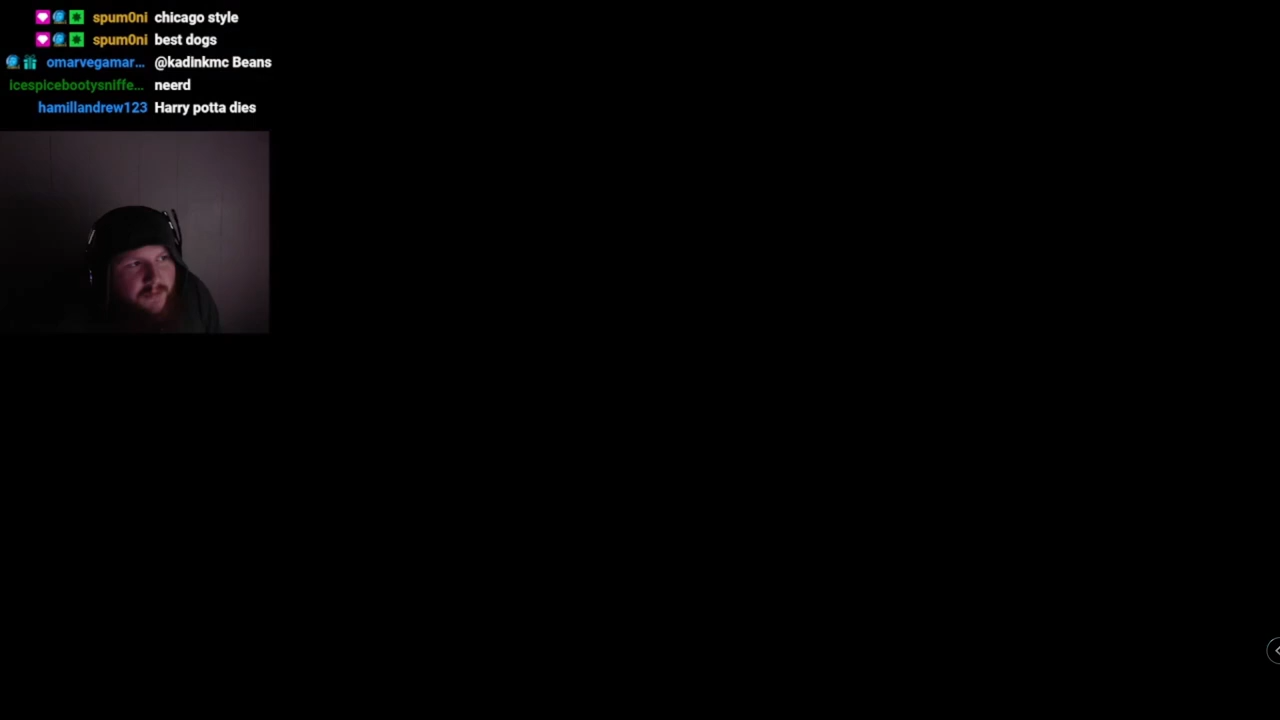 spum0ni chicago style
spum0ni best dogs
omarvegamar… @kadinkmc Beans
icespicebootysniffe… neerd
hamillandrew123 Harry potta dies